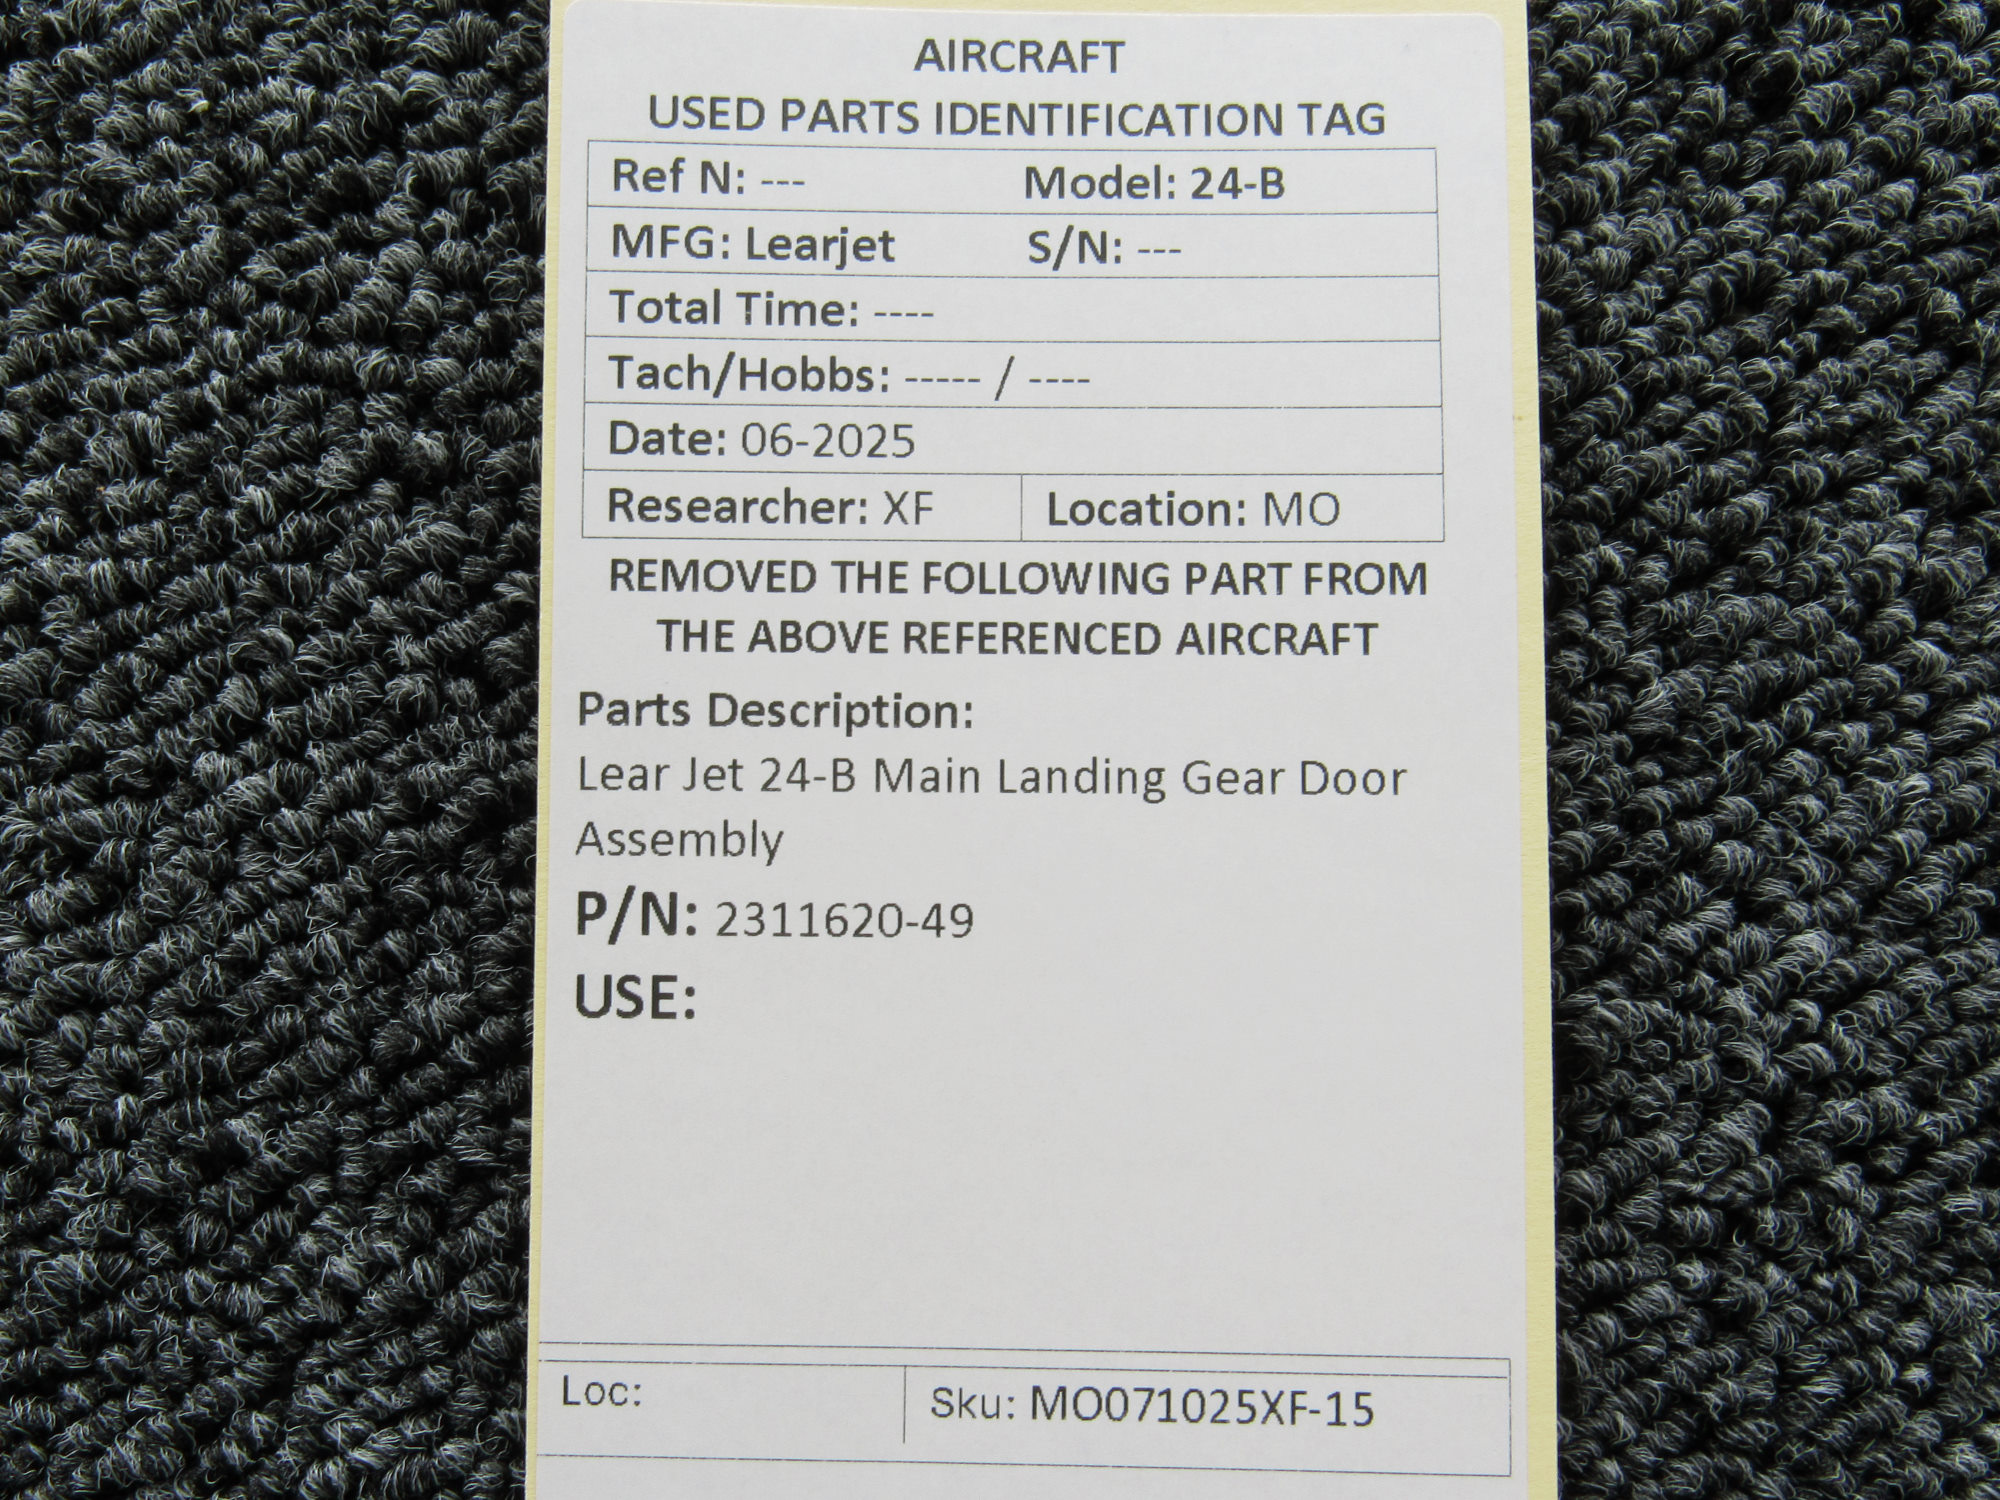 AIRCRAFT
USED PARTS IDENTIFICATION TAG
Ref N: --- Model: 24-B
MFG: Learjet S/N: ---
Total Time: ----
Tach/Hobbs: ----- / ----
Date: 06-2025
Researcher: XF Location: MO
REMOVED THE FOLLOWING PART FROM
THE ABOVE REFERENCED AIRCRAFT
Parts Description:
Lear Jet 24-B Main Landing Gear Door
Assembly
P/N: 2311620-49
USE:
Loc: Sku: MO071025XF-15